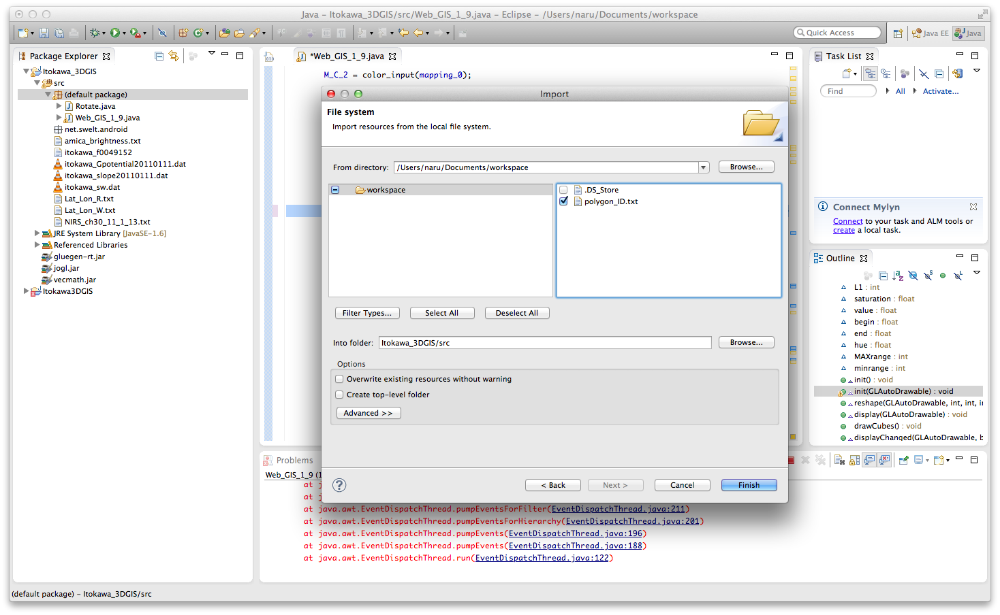 Java – Itokawa_3DGIS/src/Web_GIS_1_9.java – Eclipse – /Users/naru/Documents/workspace
Quick Access
Java EE
Java
Package Explorer
Itokawa_3DGIS
src
(default package)
Rotate.java
Web_GIS_1_9.java
net.swelt.android
amica_brightness.txt
itokawa_f0049152
itokawa_Gpotential20110111.dat
itokawa_slope20110111.dat
itokawa_sw.dat
Lat_Lon_R.txt
Lat_Lon_W.txt
NIRS_ch30_11_1_13.txt
JRE System Library [JavaSE-1.6]
Referenced Libraries
gluegen-rt.jar
jogl.jar
vecmath.jar
Itokawa3DGIS
010
*Web_GIS_1_9.java
M_C_2 = color_input(mapping_0);
Import
File system
Import resources from the local file system.
From directory: /Users/naru/Documents/workspace
Browse...
workspace
.DS_Store
polygon_ID.txt
Filter Types...
Select All
Deselect All
Into folder: Itokawa_3DGIS/src
Browse...
Options
Overwrite existing resources without warning
Create top-level folder
Advanced >>
?
< Back
Next >
Cancel
Finish
Task List
Find
All
Activate...
Connect Mylyn
Connect to your task and ALM tools or
create a local task.
Outline
L1 : int
saturation : float
value : float
begin : float
end : float
hue : float
MAXrange : int
minrange : int
init() : void
init(GLAutoDrawable) : void
reshape(GLAutoDrawable, int, int, i
display(GLAutoDrawable) : void
drawCubes() : void
displayChanged(GLAutoDrawable, b
Problems
Web_GIS_1_9 (1
at j
at j
at java.awt.EventDispatchThread.pumpEventsForFilter(EventDispatchThread.java:211)
at java.awt.EventDispatchThread.pumpEventsForHierarchy(EventDispatchThread.java:201)
at java.awt.EventDispatchThread.pumpEvents(EventDispatchThread.java:196)
at java.awt.EventDispatchThread.pumpEvents(EventDispatchThread.java:188)
at java.awt.EventDispatchThread.run(EventDispatchThread.java:122)
(default package) – Itokawa_3DGIS/src